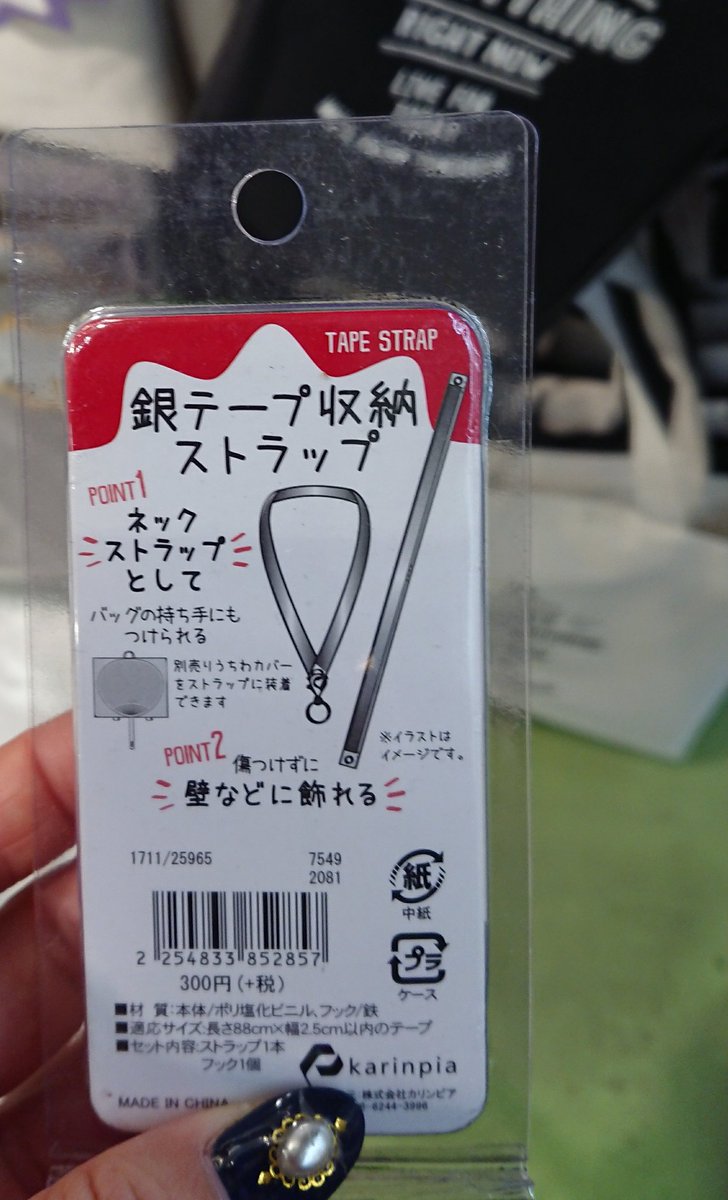 RIGHT NOW
TAPE STRAP
銀テープ収納
ストラップ
POINT1
ネック
ストラップ
として
バッグの持ち手にも
つけられる
別売りうちわカバー
をストラップに装着
できます
※イラストは
イメージです。
POINT2
傷つけずに
壁などに飾れる
1711/25965
7549
2081
紙
中紙
プラ
ケース
2 254833 852857
300円(+税)
■材 質:本体/ポリ塩化ビニル、フック/鉄
■適応サイズ:長さ88cm×幅2.5cm以内のテープ
■セット内容:ストラップ1本
フック1個
karinpia
株式会社カリンピア
6244-3996
MADE IN CHINA